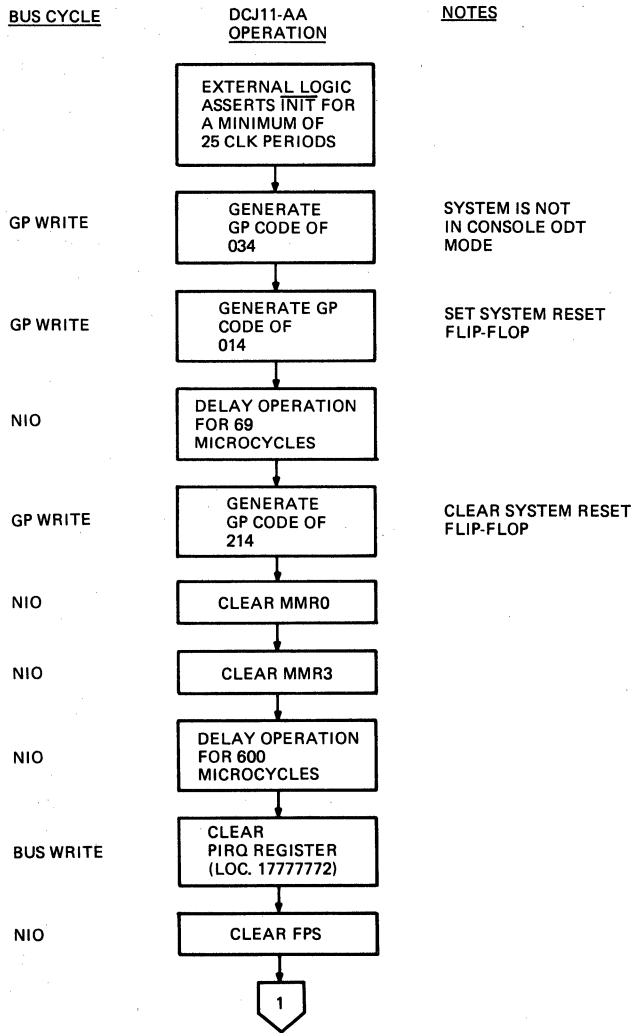 BUS CYCLE
DCJ11-AA
OPERATION
NOTES
EXTERNAL LOGIC
ASSERTS INIT FOR
A MINIMUM OF
25 CLK PERIODS
GP WRITE
GENERATE
GP CODE OF
034
SYSTEM IS NOT
IN CONSOLE ODT
MODE
GP WRITE
GENERATE GP
CODE OF
014
SET SYSTEM RESET
FLIP-FLOP
NIO
DELAY OPERATION
FOR 69
MICROCYCLES
GP WRITE
GENERATE
GP CODE OF
214
CLEAR SYSTEM RESET
FLIP-FLOP
NIO
CLEAR MMR0
NIO
CLEAR MMR3
NIO
DELAY OPERATION
FOR 600
MICROCYCLES
BUS WRITE
CLEAR
PIRQ REGISTER
(LOC. 17777772)
NIO
CLEAR FPS
1